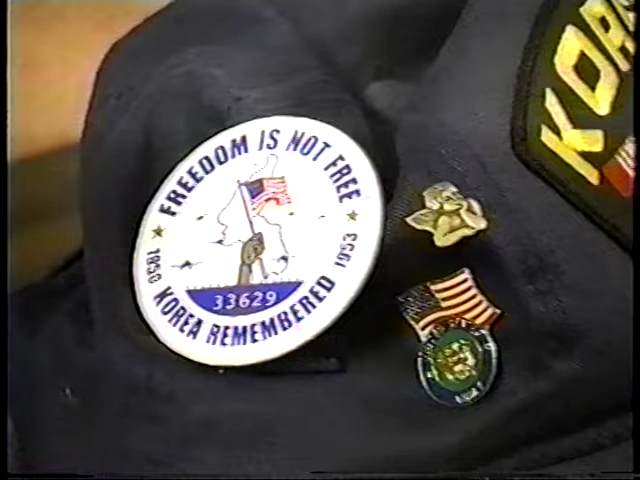 FREEDOM IS NOT FREE
1950 1953
33629
KOREA REMEMBERED
KOR